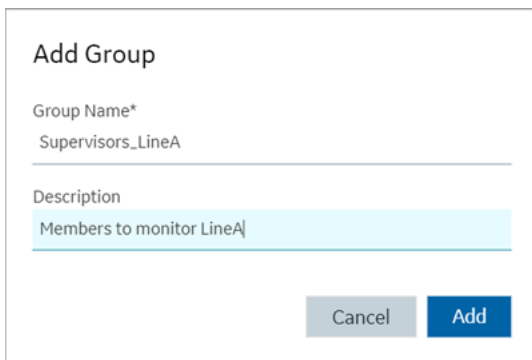 Add Group
Group Name*
Supervisors_LineA
Description
Members to monitor LineA
Cancel Add